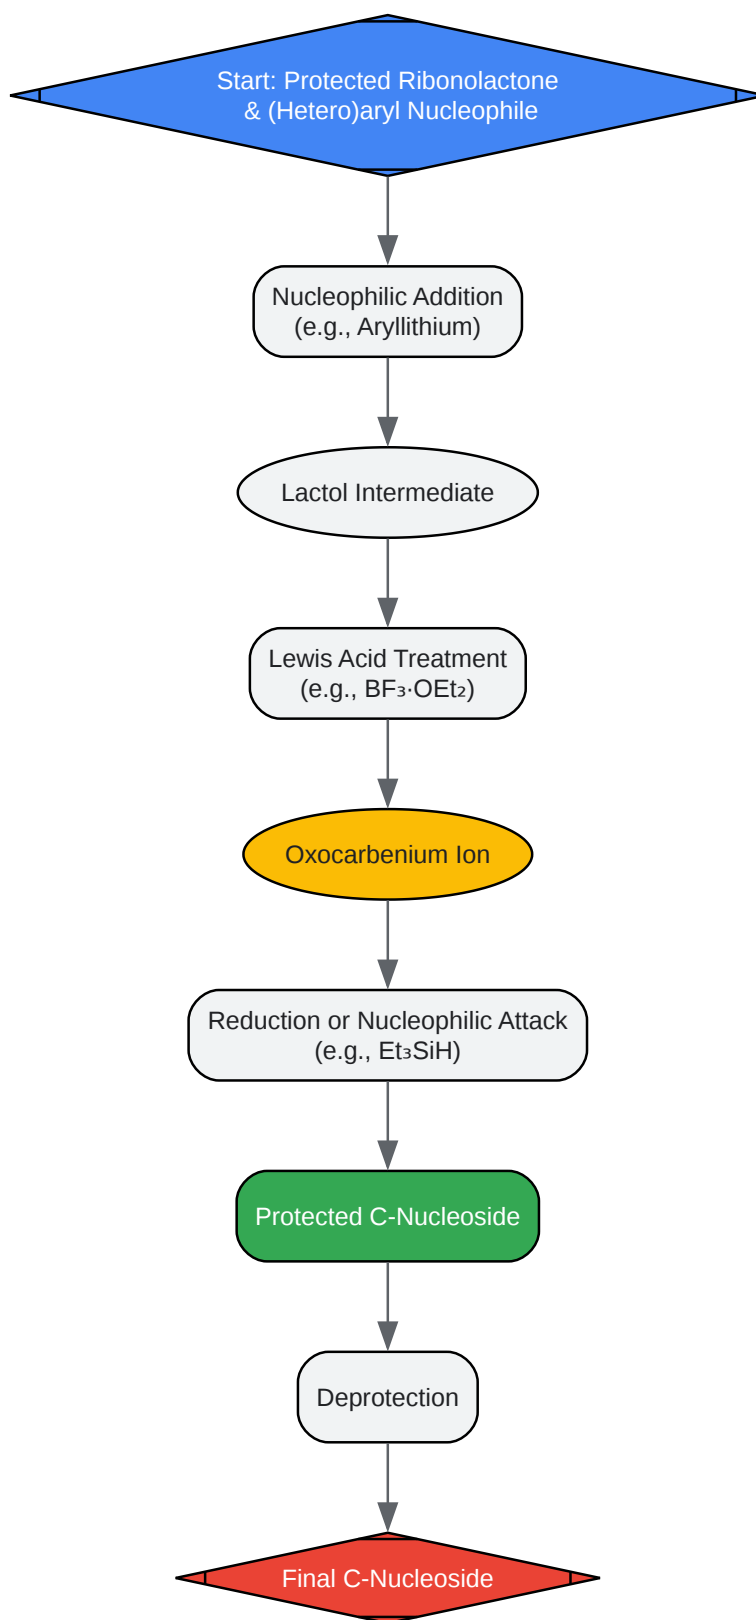 Start: Protected Ribonolactone
& (Hetero)aryl Nucleophile
Nucleophilic Addition
(e.g., Aryllithium)
Lactol Intermediate
Lewis Acid Treatment
(e.g., BF₃·OEt₂)
Oxocarbenium Ion
Reduction or Nucleophilic Attack
(e.g., Et₃SiH)
Protected C-Nucleoside
Deprotection
Final C-Nucleoside